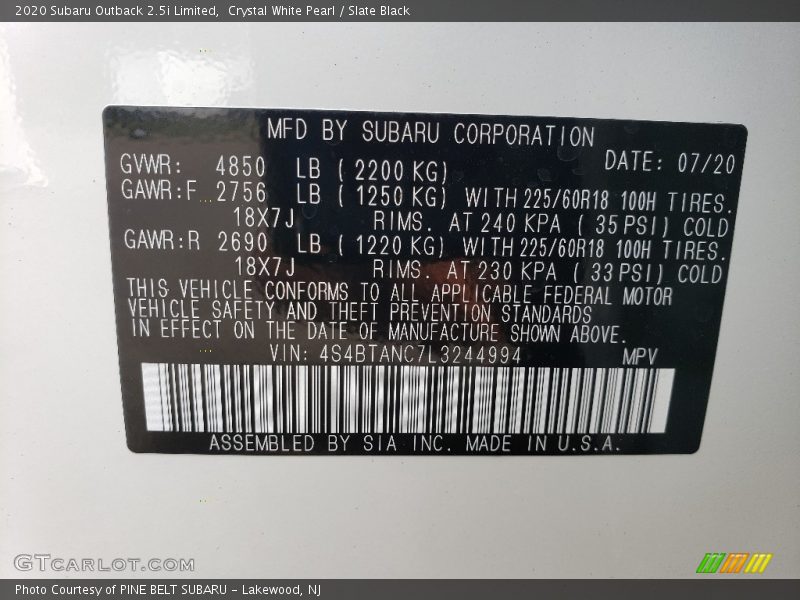 2020 Subaru Outback 2.5i Limited,  Crystal White Pearl / Slate Black
MFD BY SUBARU CORPORATION
GVWR: 4850 LB ( 2200 KG) DATE: 07/20
GAWR:F 2756 LB ( 1250 KG) WITH 225/60R18 100H TIRES.
18X7J RIMS. AT 240 KPA ( 35 PSI) COLD
GAWR:R 2690 LB ( 1220 KG) WITH 225/60R18 100H TIRES.
18X7J RIMS. AT 230 KPA ( 33 PSI) COLD
THIS VEHICLE CONFORMS TO ALL APPLICABLE FEDERAL MOTOR
VEHICLE SAFETY AND THEFT PREVENTION STANDARDS
IN EFFECT ON THE DATE OF MANUFACTURE SHOWN ABOVE.
VIN: 4S4BTANC7L3244994 MPV
ASSEMBLED BY SIA INC. MADE IN U.S.A.
GTCARLOT.COM
Photo Courtesy of PINE BELT SUBARU - Lakewood, NJ